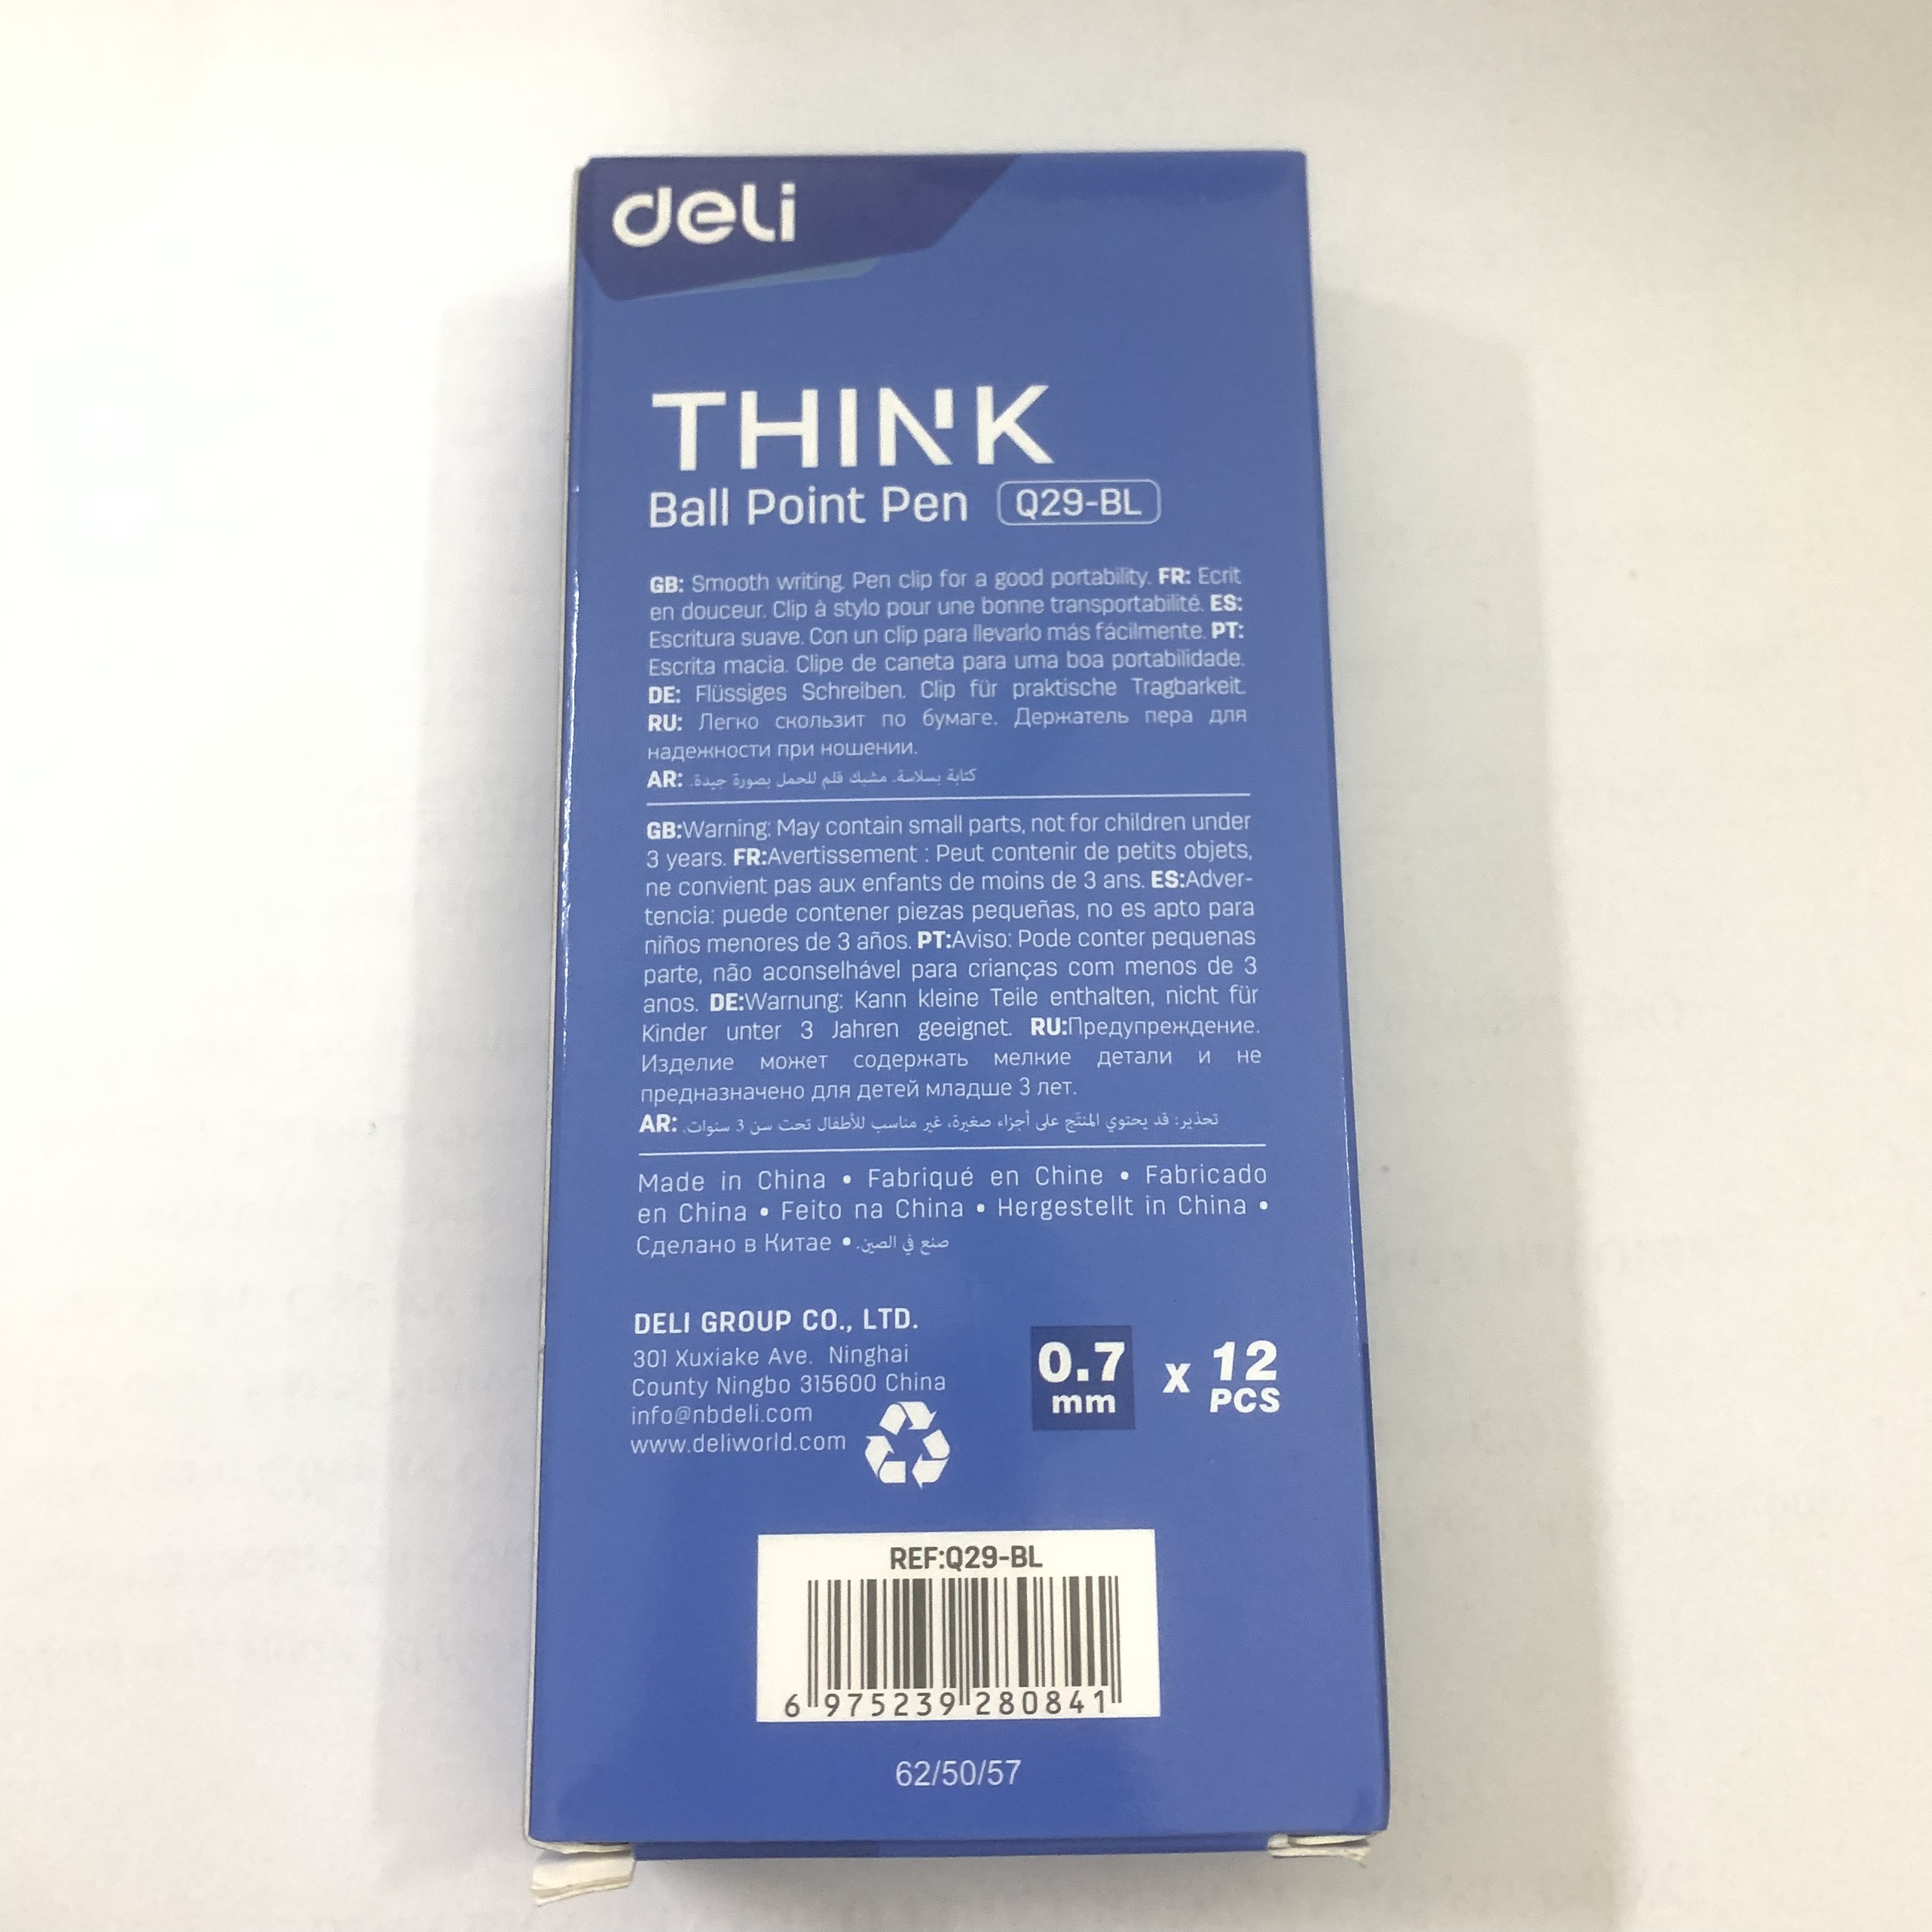 deli
THINK
Ball Point Pen Q29-BL
GB: Smooth writing. Pen clip for a good portability. FR: Ecrit
en douceur. Clip à stylo pour une bonne transportabilité. ES:
Escritura suave. Con un clip para llevarlo más fácilmente. PT:
Escrita macia. Clipe de caneta para uma boa portabilidade.
DE: Flüssiges Schreiben. Clip für praktische Tragbarkeit.
RU: Легко скользит по бумаге. Держатель пера для
надежности при ношении.
AR: كتابة بسلاسة. مشبك قلم للحمل بصورة جيدة.
GB:Warning: May contain small parts, not for children under
3 years. FR:Avertissement : Peut contenir de petits objets,
ne convient pas aux enfants de moins de 3 ans. ES:Adver-
tencia: puede contener piezas pequeñas, no es apto para
niños menores de 3 años. PT:Aviso: Pode conter pequenas
parte, não aconselhável para crianças com menos de 3
anos. DE:Warnung: Kann kleine Teile enthalten, nicht für
Kinder unter 3 Jahren geeignet. RU:Предупреждение.
Изделие может содержать мелкие детали и не
предназначено для детей младше 3 лет.
AR: تحذير: قد يحتوي المنتَج على أجزاء صغيرة، غير مناسب للأطفال تحت سن 3 سنوات.
Made in China • Fabriqué en Chine • Fabricado
en China • Feito na China • Hergestellt in China •
Сделано в Китае • صنع في الصين.
DELI GROUP CO., LTD.
301 Xuxiake Ave. Ninghai
County Ningbo 315600 China
info@nbdeli.com
www.deliworld.com
0.7 mm x 12 PCS
REF:Q29-BL
6 975239 280841
62/50/57